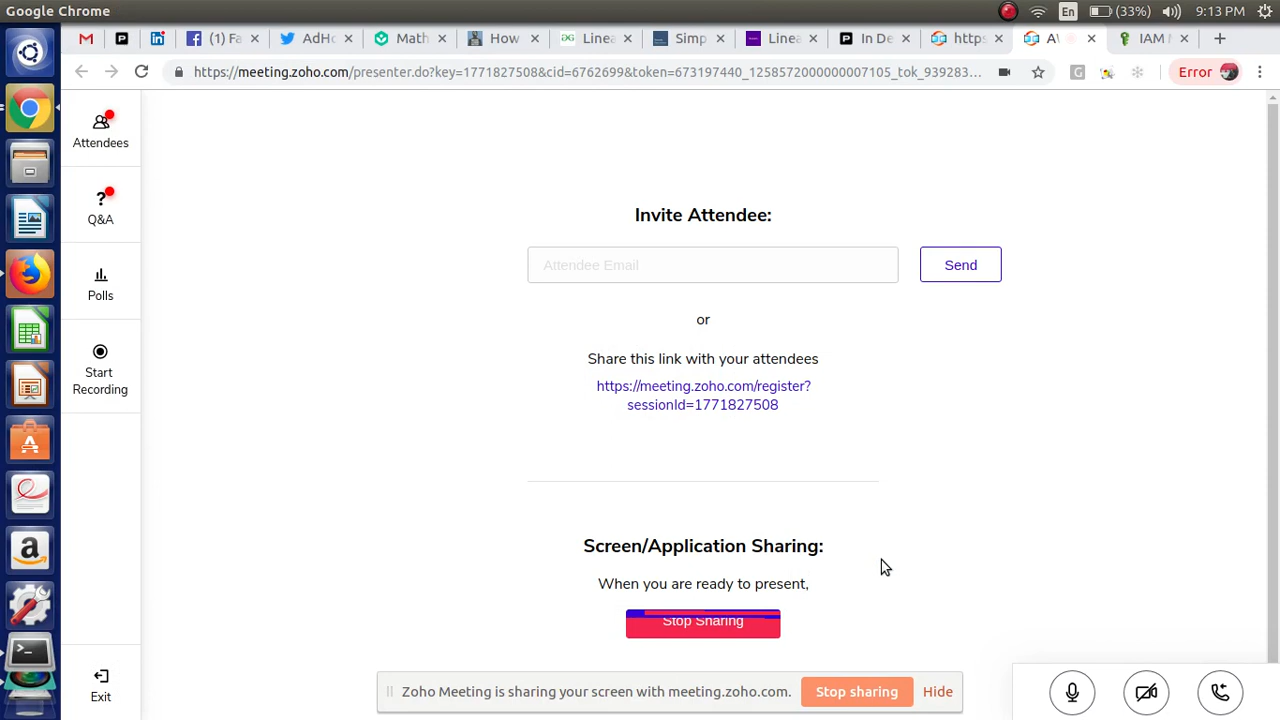 Google Chrome
En
(33%)
9:13 PM
(1) Fa
AdHo
Math
How
Linea
Simp
Linea
In De
https
A\
IAM M
https://meeting.zoho.com/presenter.do?key=1771827508&cid=6762699&token=673197440_1258572000000007105_tok_939283...
Error
Attendees
Q&A
Polls
Start
Recording
Exit
Invite Attendee:
Attendee Email
Send
or
Share this link with your attendees
https://meeting.zoho.com/register?
sessionId=1771827508
Screen/Application Sharing:
When you are ready to present,
Stop Sharing
Zoho Meeting is sharing your screen with meeting.zoho.com.
Stop sharing
Hide